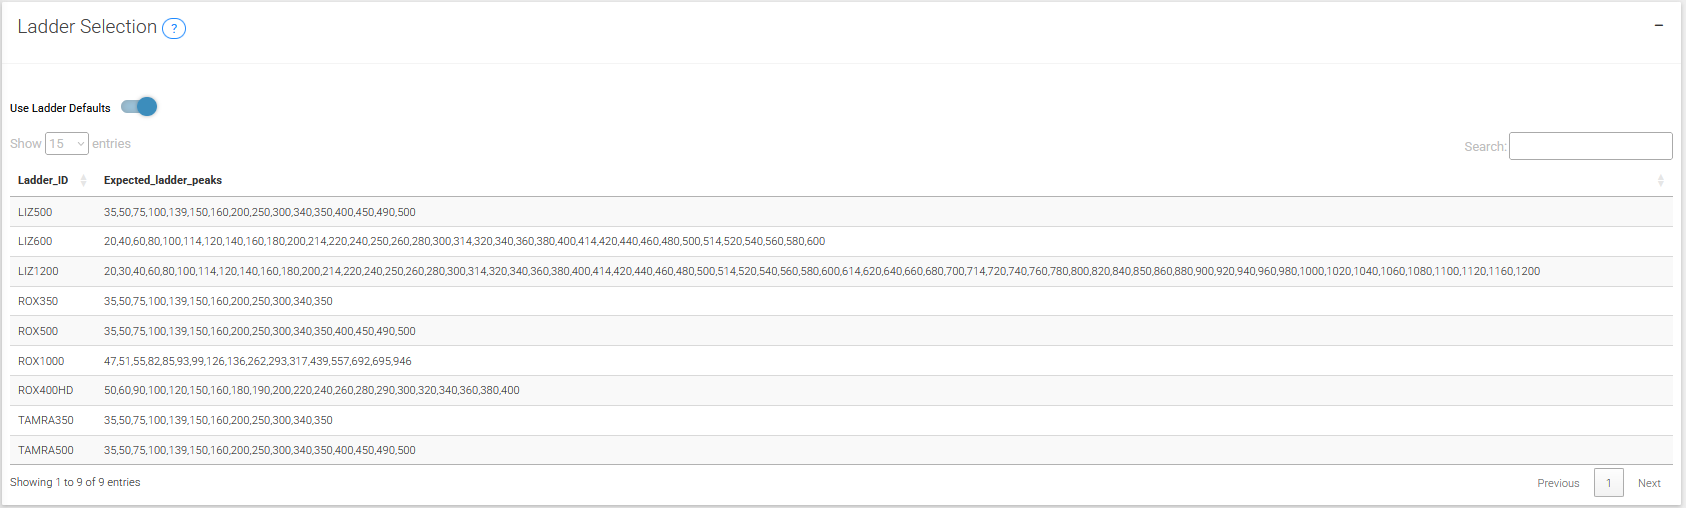 Ladder Selection ?
−
Use Ladder Defaults
Show 15 entries
Search:
Ladder_ID Expected_ladder_peaks
LIZ500 35,50,75,100,139,150,160,200,250,300,340,350,400,450,490,500
LIZ600 20,40,60,80,100,114,120,140,160,180,200,214,220,240,250,260,280,300,314,320,340,360,380,400,414,420,440,460,480,500,514,520,540,560,580,600
LIZ1200 20,30,40,60,80,100,114,120,140,160,180,200,214,220,240,250,260,280,300,314,320,340,360,380,400,414,420,440,460,480,500,514,520,540,560,580,600,614,620,640,660,680,700,714,720,740,760,780,800,820,840,850,860,880,900,920,940,960,980,1000,1020,1040,1060,1080,1100,1120,1160,1200
ROX350 35,50,75,100,139,150,160,200,250,300,340,350
ROX500 35,50,75,100,139,150,160,200,250,300,340,350,400,450,490,500
ROX1000 47,51,55,82,85,93,99,126,136,262,293,317,439,557,692,695,946
ROX400HD 50,60,90,100,120,150,160,180,190,200,220,240,260,280,290,300,320,340,360,380,400
TAMRA350 35,50,75,100,139,150,160,200,250,300,340,350
TAMRA500 35,50,75,100,139,150,160,200,250,300,340,350,400,450,490,500
Showing 1 to 9 of 9 entries
Previous 1 Next